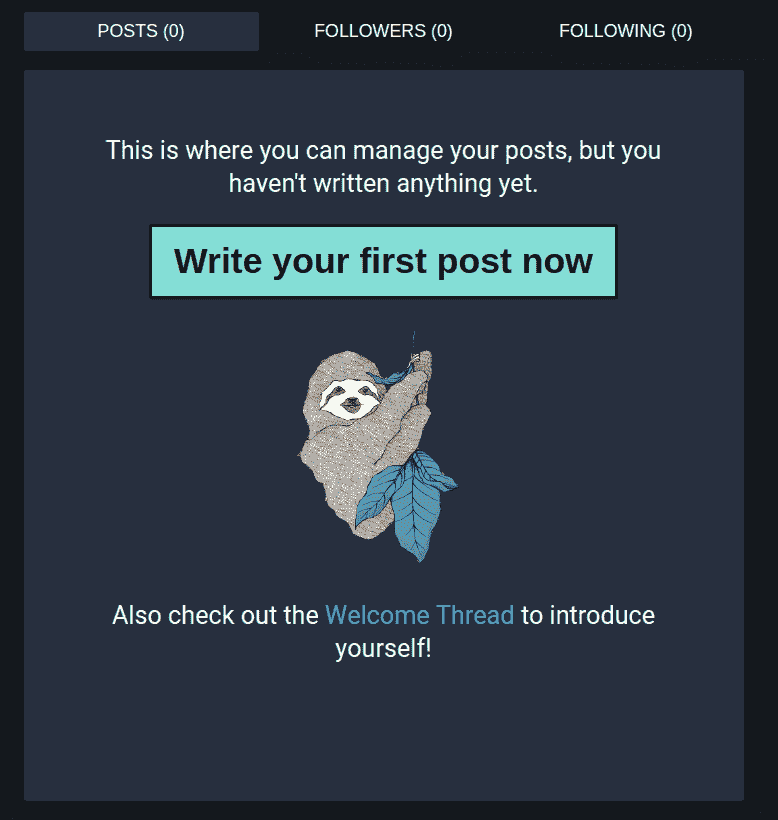 POSTS (0) FOLLOWERS (0) FOLLOWING (0)
This is where you can manage your posts, but you
haven't written anything yet.
Write your first post now
Also check out the Welcome Thread to introduce
yourself!